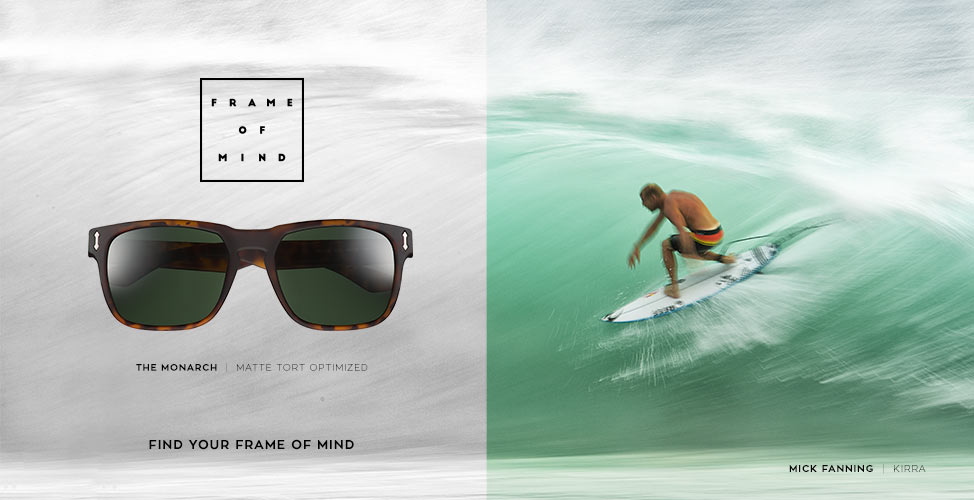 FRAME
OF
MIND
THE MONARCH | MATTE TORT OPTIMIZED
FIND YOUR FRAME OF MIND
MICK FANNING | KIRRA